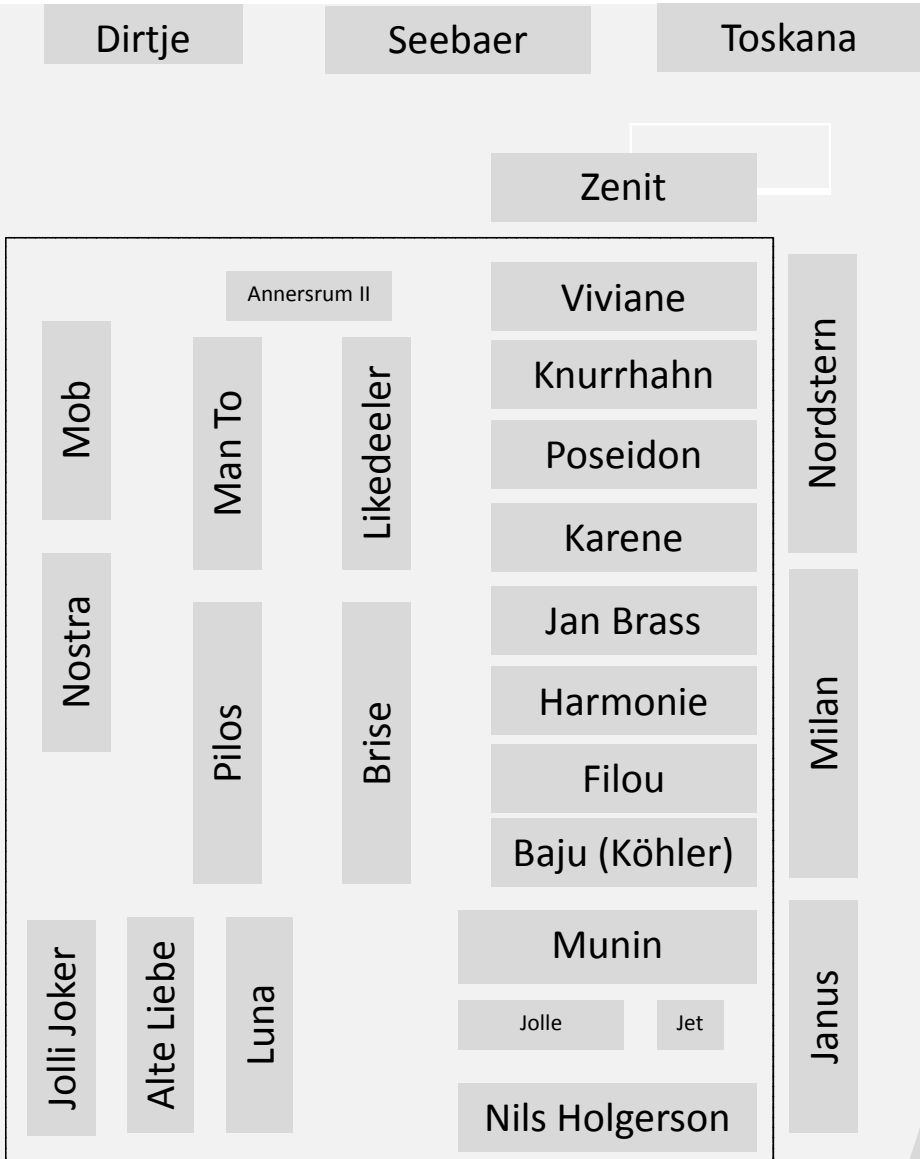 Dirtje
Seebaer
Toskana
Zenit
Annersrum II
Viviane
Knurrhahn
Poseidon
Karene
Jan Brass
Harmonie
Filou
Baju (Köhler)
Munin
Jolle
Jet
Nils Holgerson
Mob
Man To
Likedeeler
Nostra
Pilos
Brise
Jolli Joker
Alte Liebe
Luna
Nordstern
Milan
Janus